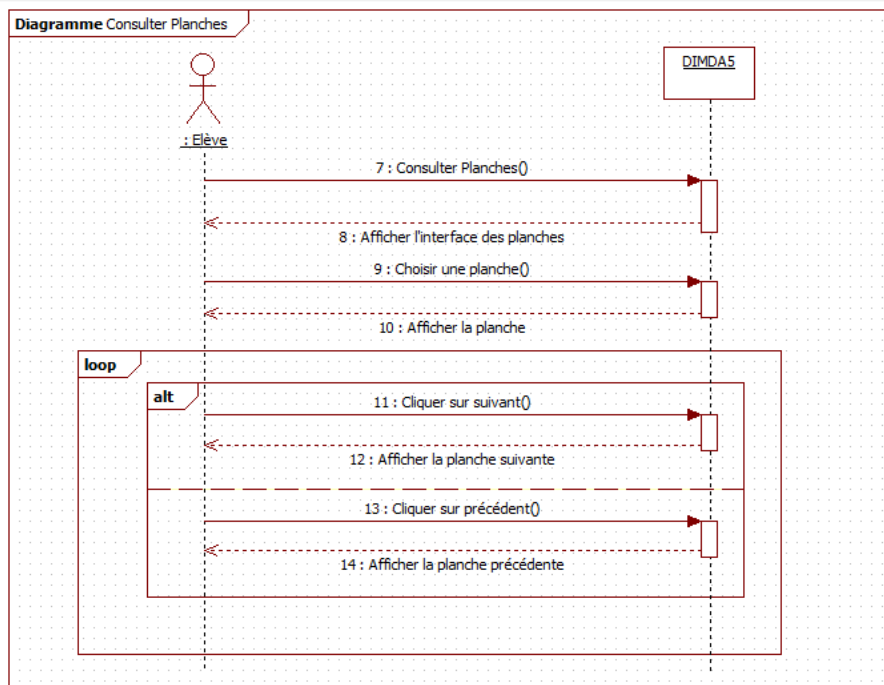 Diagramme Consulter Planches
DIMDA5
: Elève
7 : Consulter Planches()
8 : Afficher l'interface des planches
9 : Choisir une planche()
10 : Afficher la planche
loop
alt
11 : Cliquer sur suivant()
12 : Afficher la planche suivante
13 : Cliquer sur précédent()
14 : Afficher la planche précédente